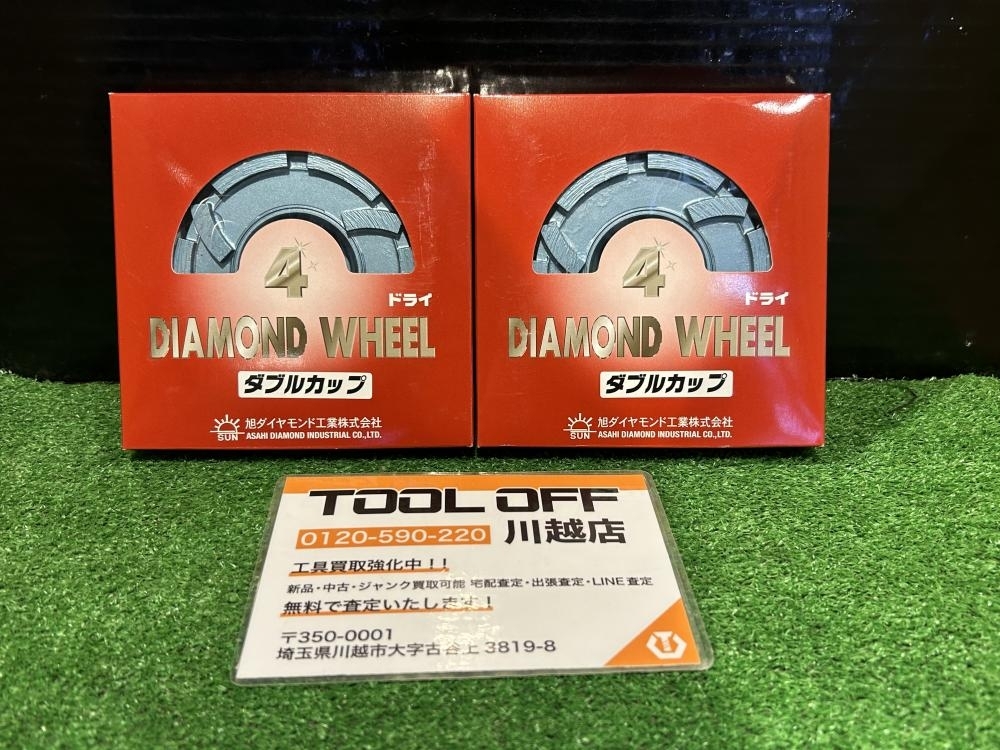 4
ドライ
DIAMOND WHEEL
ダブルカップ
SUN
旭ダイヤモンド工業株式会社
ASAHI DIAMOND INDUSTRIAL CO.,LTD.
4
ドライ
DIAMOND WHEEL
ダブルカップ
SUN
旭ダイヤモンド工業株式会社
ASAHI DIAMOND INDUSTRIAL CO.,LTD.
TOOL OFF
0120-590-220 川越店
工具買取強化中！！
新品・中古・ジャンク買取可能 宅配査定・出張査定・LINE査定
無料で査定いたします！
〒350-0001
埼玉県川越市大字古谷上3819-8